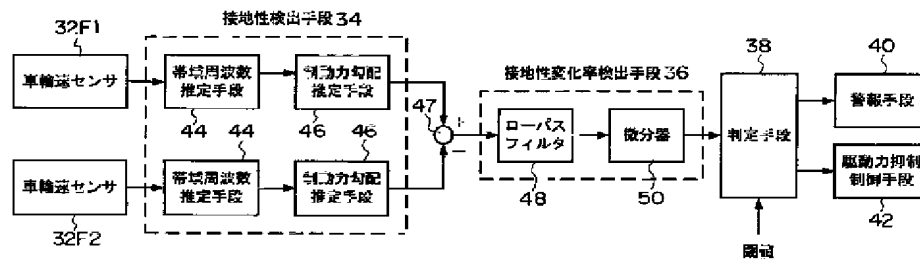 接地性検出手段34
32F1
車輪速センサ
帯域周波数
推定手段
44
制動力勾配
推定手段
46
車輪速センサ
32F2
44
帯域周波数
推定手段
46
制動力勾配
推定手段
47
+
−
接地性変化率検出手段36
ローパス
フィルタ
48
微分器
50
38
判定手段
閾値
40
警報手段
駆動力抑制
制御手段
42